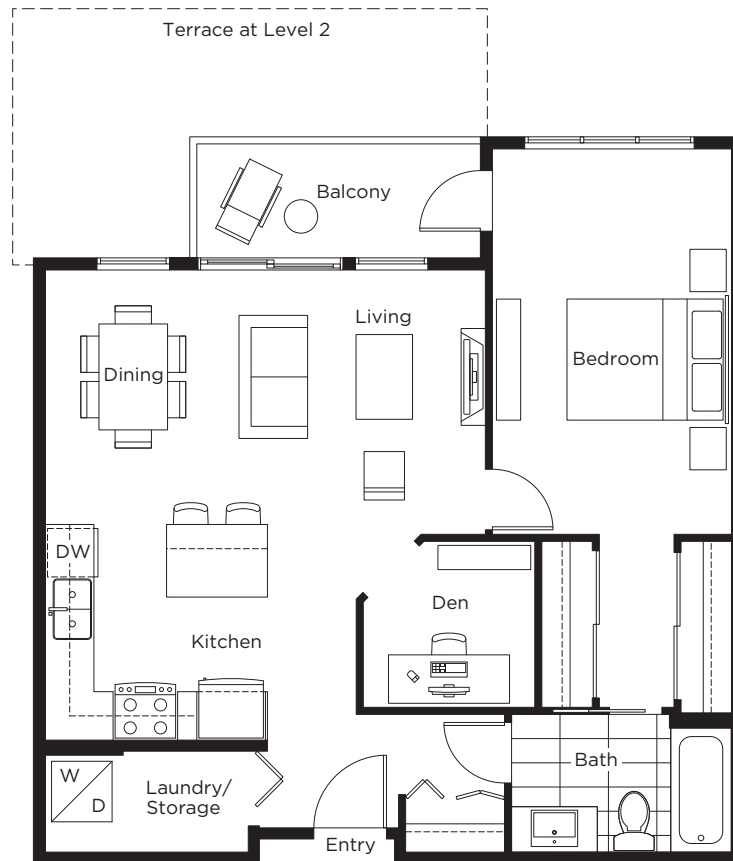 Terrace at Level 2
Balcony
Living
Dining
Bedroom
DW
Den
Kitchen
Bath
W
D
Laundry/
Storage
Entry